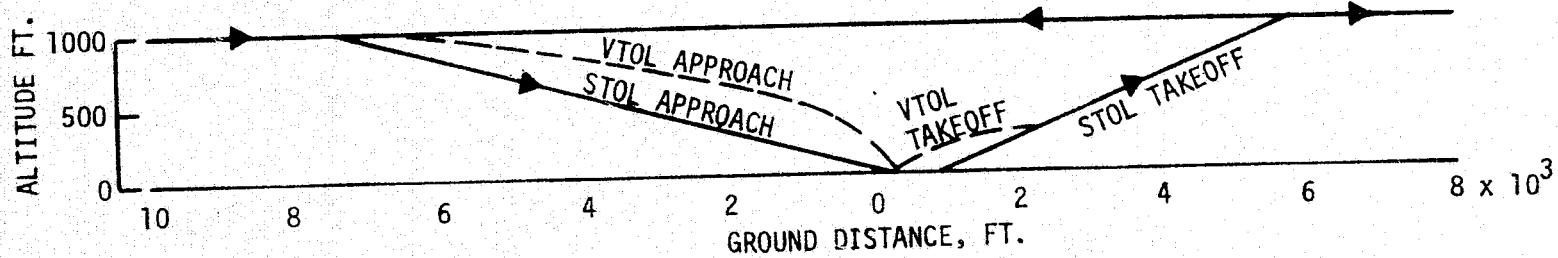 ALTITUDE FT.
1000
500
0
VTOL APPROACH
STOL APPROACH
VTOL
TAKEOFF
STOL TAKEOFF
10 8 6 4 2 0 2 4 6 8 x 10³
GROUND DISTANCE, FT.